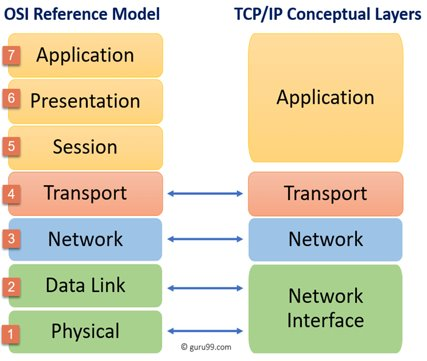 OSI Reference Model
TCP/IP Conceptual Layers
7 Application
6 Presentation
5 Session
Application
4 Transport
Transport
3 Network
Network
2 Data Link
1 Physical
Network
Interface
© guru99.com